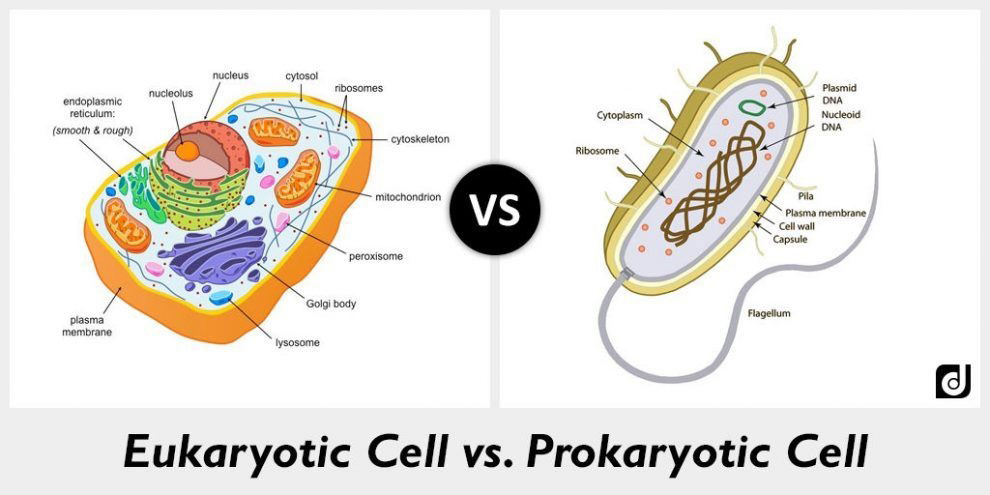 nucleus
cytosol
nucleolus
ribosomes
endoplasmic
reticulum:
(smooth & rough)
cytoskeleton
mitochondrion
peroxisome
Golgi body
plasma
membrane
lysosome
VS
Plasmid
DNA
Cytoplasm
Nucleoid
DNA
Ribosome
Pila
Plasma membrane
Cell wall
Capsule
Flagellum
d
Eukaryotic Cell vs. Prokaryotic Cell